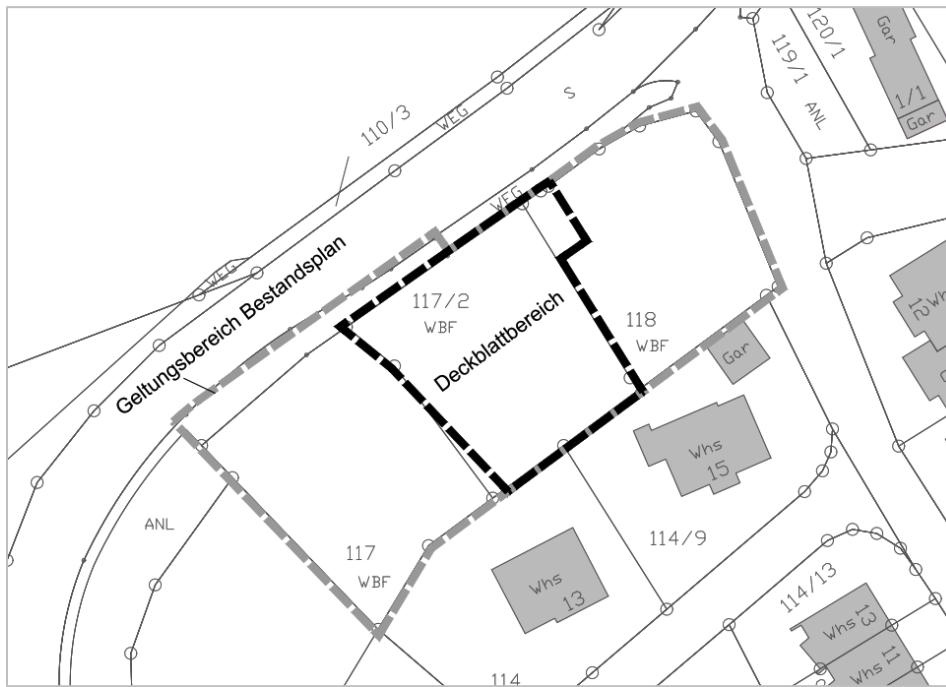 Gar
120/1
119/1
ANL
1/1
Gar
S
WEG
110/3
WEG
WEG
Geltungsbereich Bestandsplan
117/2
WBF
Deckblattbereich
118
WBF
Gar
12
Whs
Whs
15
ANL
117
WBF
114/9
Whs
13
114/13
Whs 13
Whs 11
114